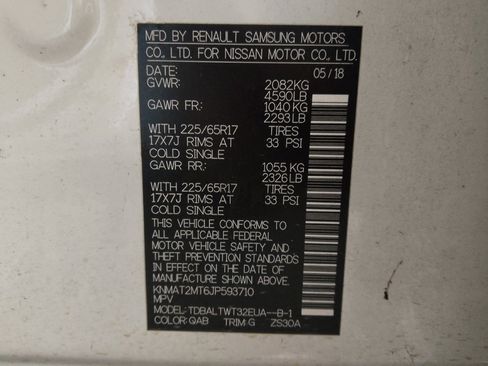 MFD BY RENAULT SAMSUNG MOTORS
CO., LTD. FOR NISSAN MOTOR CO., LTD.
DATE: 05/18
GVWR: 2082KG
4590LB
GAWR FR: 1040 KG
2293 LB
WITH 225/65R17 TIRES
17X7J RIMS AT 33 PSI
COLD SINGLE
GAWR RR: 1055 KG
2326 LB
WITH 225/65R17 TIRES
17X7J RIMS AT 33 PSI
COLD SINGLE
THIS VEHICLE CONFORMS TO
ALL APPLICABLE FEDERAL
MOTOR VEHICLE SAFETY AND
THEFT PREVENTION STANDARDS
IN EFFECT ON THE DATE OF
MANUFACTURE SHOWN ABOVE.
KNMAT2MT6JP593710
MPV
MODEL: TDBALTWT32EUA--B-1
COLOR: QAB TRIM: G ZS30A